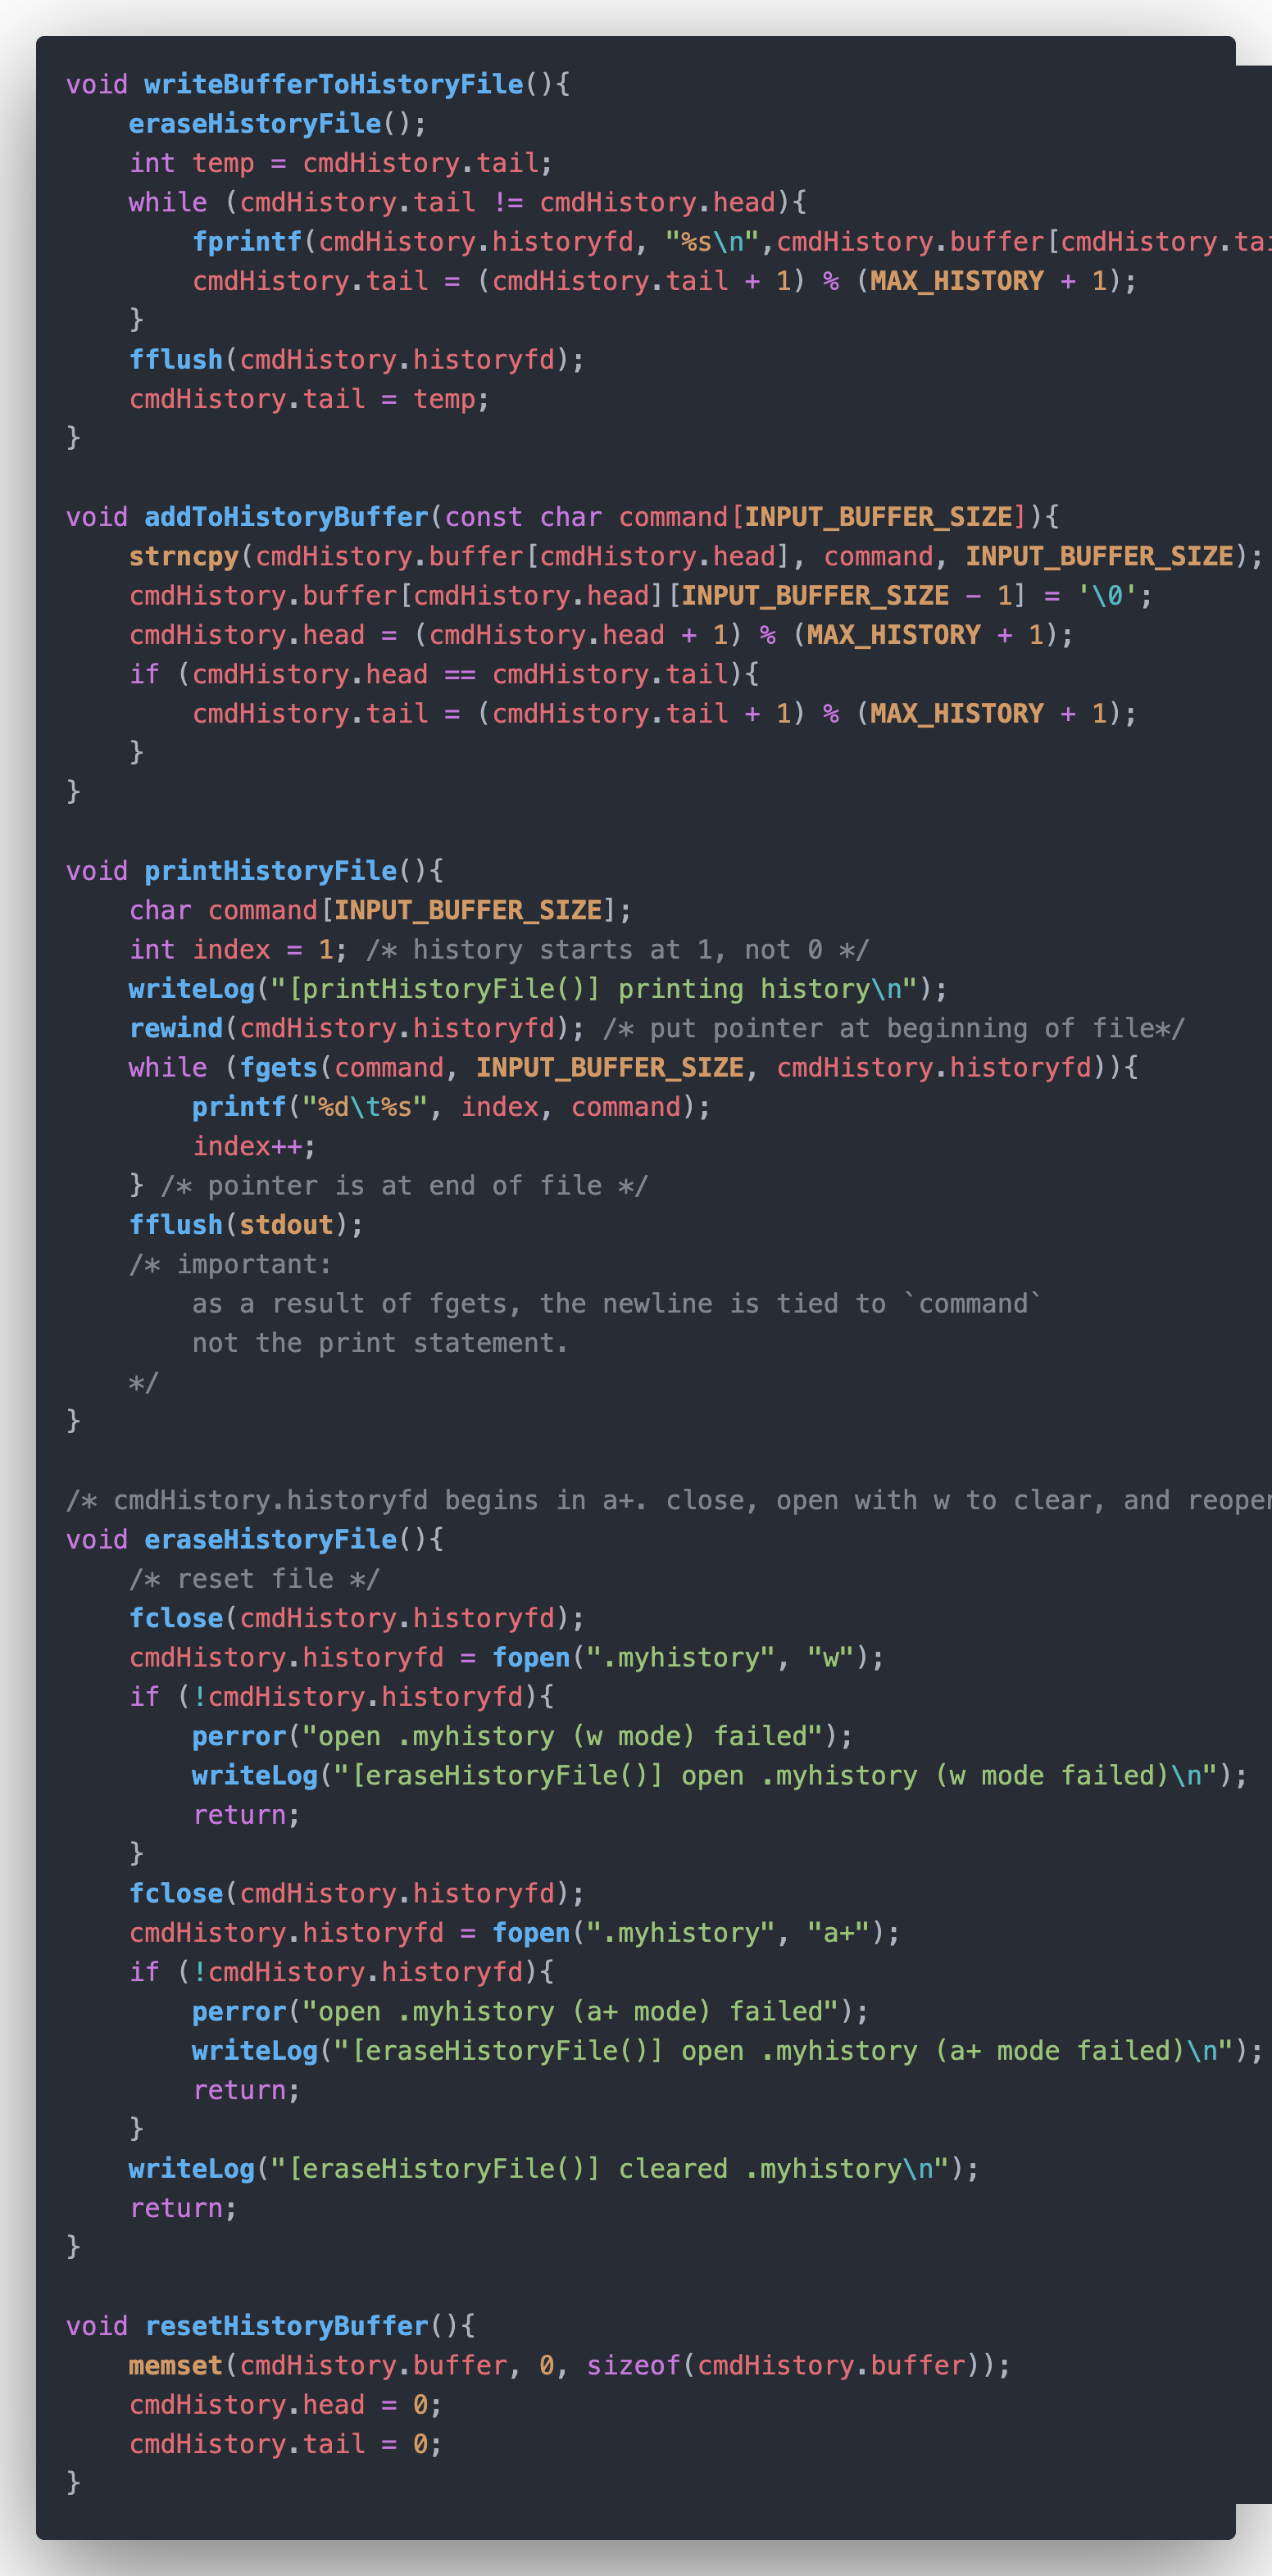 void writeBufferToHistoryFile(){
    eraseHistoryFile();
    int temp = cmdHistory.tail;
    while (cmdHistory.tail != cmdHistory.head){
        fprintf(cmdHistory.historyfd, "%s\n",cmdHistory.buffer[cmdHistory.
        cmdHistory.tail = (cmdHistory.tail + 1) % (MAX_HISTORY + 1);
    }
    fflush(cmdHistory.historyfd);
    cmdHistory.tail = temp;
}

void addToHistoryBuffer(const char command[INPUT_BUFFER_SIZE]){
    strncpy(cmdHistory.buffer[cmdHistory.head], command, INPUT_BUFFER_SIZE);
    cmdHistory.buffer[cmdHistory.head][INPUT_BUFFER_SIZE - 1] = '\0';
    cmdHistory.head = (cmdHistory.head + 1) % (MAX_HISTORY + 1);
    if (cmdHistory.head == cmdHistory.tail){
        cmdHistory.tail = (cmdHistory.tail + 1) % (MAX_HISTORY + 1);
    }
}

void printHistoryFile(){
    char command[INPUT_BUFFER_SIZE];
    int index = 1; /* history starts at 1, not 0 */
    writeLog("[printHistoryFile()] printing history\n");
    rewind(cmdHistory.historyfd); /* put pointer at beginning of file*/
    while (fgets(command, INPUT_BUFFER_SIZE, cmdHistory.historyfd)){
        printf("%d\t%s", index, command);
        index++;
    } /* pointer is at end of file */
    fflush(stdout);
    /* important:
        as a result of fgets, the newline is tied to `command`
        not the print statement.
    */
}

/* cmdHistory.historyfd begins in a+. close, open with w to clear, and
void eraseHistoryFile(){
    /* reset file */
    fclose(cmdHistory.historyfd);
    cmdHistory.historyfd = fopen(".myhistory", "w");
    if (!cmdHistory.historyfd){
        perror("open .myhistory (w mode) failed");
        writeLog("[eraseHistoryFile()] open .myhistory (w mode failed)\n");
        return;
    }
    fclose(cmdHistory.historyfd);
    cmdHistory.historyfd = fopen(".myhistory", "a+");
    if (!cmdHistory.historyfd){
        perror("open .myhistory (a+ mode) failed");
        writeLog("[eraseHistoryFile()] open .myhistory (a+ mode failed)\n");
        return;
    }
    writeLog("[eraseHistoryFile()] cleared .myhistory\n");
    return;
}

void resetHistoryBuffer(){
    memset(cmdHistory.buffer, 0, sizeof(cmdHistory.buffer));
    cmdHistory.head = 0;
    cmdHistory.tail = 0;
}